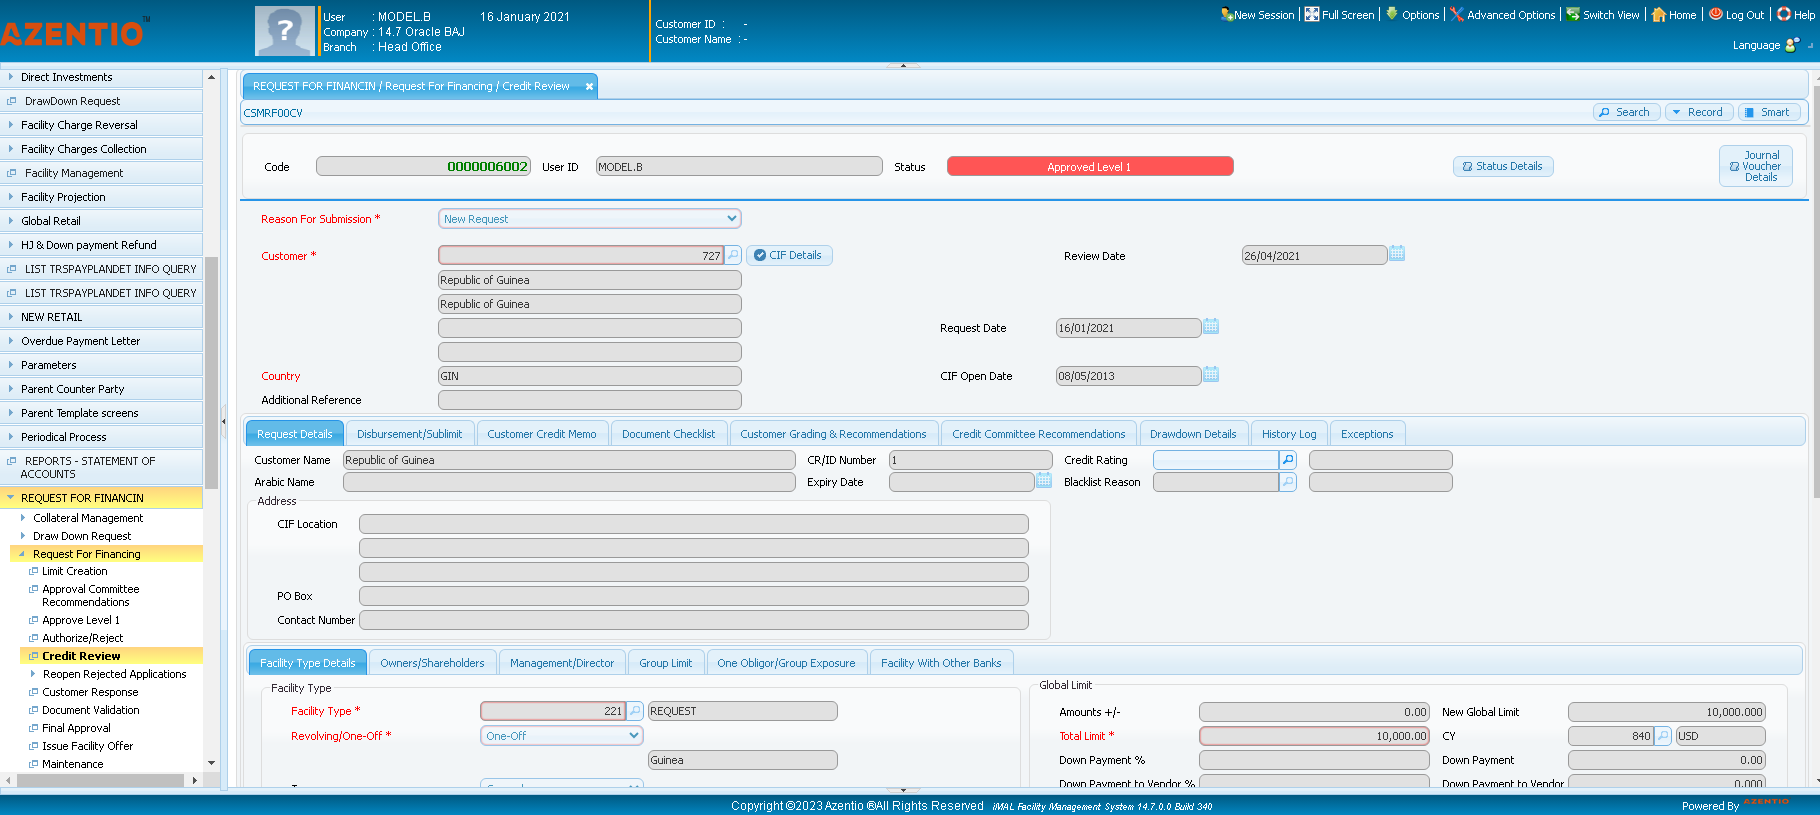 AZENTIO™
User : MODEL.B 16 January 2021
Company : 14.7 Oracle BAJ
Branch : Head Office
Customer ID : -
Customer Name : -
New Session Full Screen Options Advanced Options Switch View Home Log Out Help
Language
Direct Investments
DrawDown Request
Facility Charge Reversal
Facility Charges Collection
Facility Management
Facility Projection
Global Retail
HJ & Down payment Refund
LIST TRSPAYPLANDET INFO QUERY
LIST TRSPAYPLANDET INFO QUERY
NEW RETAIL
Overdue Payment Letter
Parameters
Parent Counter Party
Parent Template screens
Periodical Process
REPORTS - STATEMENT OF
ACCOUNTS
REQUEST FOR FINANCIN
Collateral Management
Draw Down Request
Request For Financing
Limit Creation
Approval Committee
Recommendations
Approve Level 1
Authorize/Reject
Credit Review
Reopen Rejected Applications
Customer Response
Document Validation
Final Approval
Issue Facility Offer
Maintenance
REQUEST FOR FINANCIN / Request For Financing / Credit Review
CSMRF00CV
Search Record Smart
Code 0000006002 User ID MODEL.B Status Approved Level 1 Status Details
Journal
Voucher
Details
Reason For Submission * New Request
Customer * 727 CIF Details Review Date 26/04/2021
Republic of Guinea
Republic of Guinea
Request Date 16/01/2021
Country GIN CIF Open Date 08/05/2013
Additional Reference
Request Details Disbursement/Sublimit Customer Credit Memo Document Checklist Customer Grading & Recommendations Credit Committee Recommendations Drawdown Details History Log Exceptions
Customer Name Republic of Guinea CR/ID Number 1 Credit Rating
Arabic Name Expiry Date Blacklist Reason
Address
CIF Location
PO Box
Contact Number
Facility Type Details Owners/Shareholders Management/Director Group Limit One Obligor/Group Exposure Facility With Other Banks
Facility Type
Facility Type * 221 REQUEST
Revolving/One-Off * One-Off
Guinea
Global Limit
Amounts +/- 0.00 New Global Limit 10,000.000
Total Limit * 10,000.00 CY 840 USD
Down Payment % Down Payment 0.00
Down Payment to Vendor % Down Payment to Vendor 0.000
Copyright ©2023 Azentio ®All Rights Reserved iMAL Facility Management System 14.7.0.0 Build 340
Powered By AZENTIO